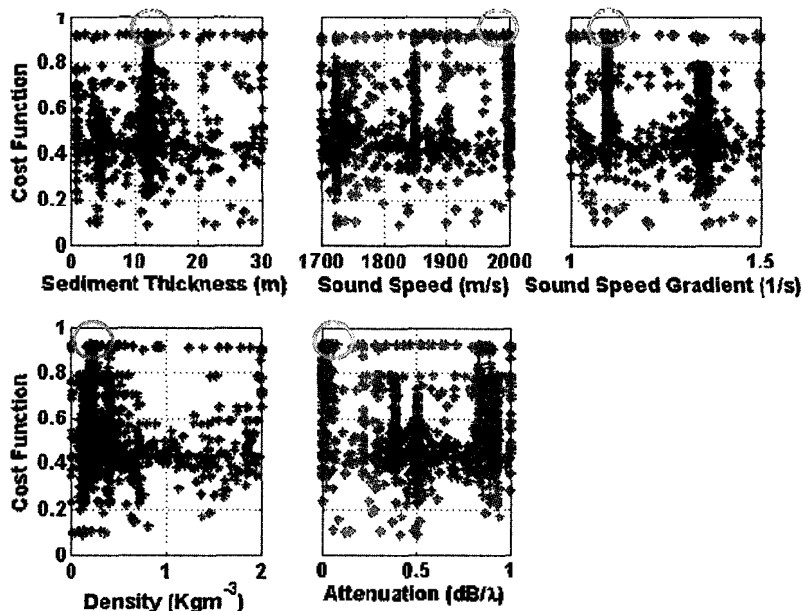 1
0.8
0.6
0.4
0.2
0
Cost Function
0 10 20 30
Sediment Thickness (m)
1700 1800 1900 2000
Sound Speed (m/s)
1 1.5
Sound Speed Gradient (1/s)
1
0.8
0.6
0.4
0.2
0
Cost Function
0 1 2
Density (Kgm⁻³)
0 0.5 1
Attenuation (dB/λ)